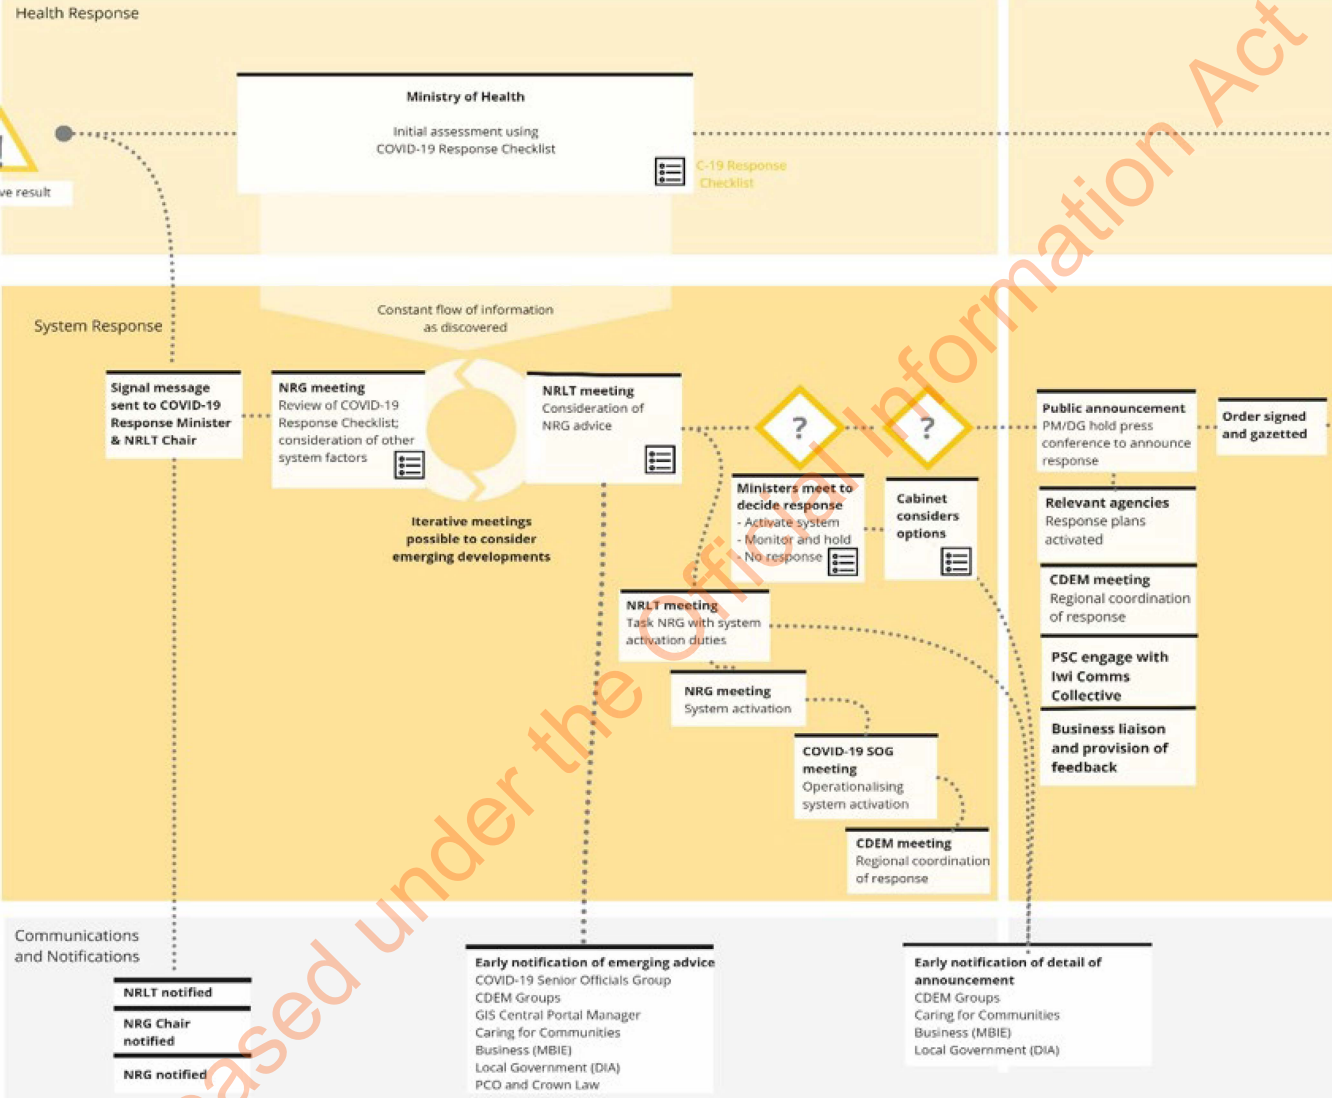 Health Response
Ministry of Health
Initial assessment using
COVID-19 Response Checklist
C-19 Response
Checklist
!
ve result
Constant flow of information
as discovered
System Response
Signal message
sent to COVID-19
Response Minister
& NRLT Chair
NRG meeting
Review of COVID-19
Response Checklist;
consideration of other
system factors
Iterative meetings
possible to consider
emerging developments
NRLT meeting
Consideration of
NRG advice
?
?
Ministers meet to
decide response
- Activate system
- Monitor and hold
- No response
Cabinet
considers
options
Public announcement
PM/DG hold press
conference to announce
response
Order signed
and gazetted
Relevant agencies
Response plans
activated
CDEM meeting
Regional coordination
of response
PSC engage with
Iwi Comms
Collective
Business liaison
and provision of
feedback
NRLT meeting
Task NRG with system
activation duties
NRG meeting
System activation
COVID-19 SOG
meeting
Operationalising
system activation
CDEM meeting
Regional coordination
of response
Communications
and Notifications
NRLT notified
NRG Chair
notified
NRG notified
Early notification of emerging advice
COVID-19 Senior Officials Group
CDEM Groups
GIS Central Portal Manager
Caring for Communities
Business (MBIE)
Local Government (DIA)
PCO and Crown Law
Early notification of detail of
announcement
CDEM Groups
Caring for Communities
Business (MBIE)
Local Government (DIA)
eased under the Official Information Act